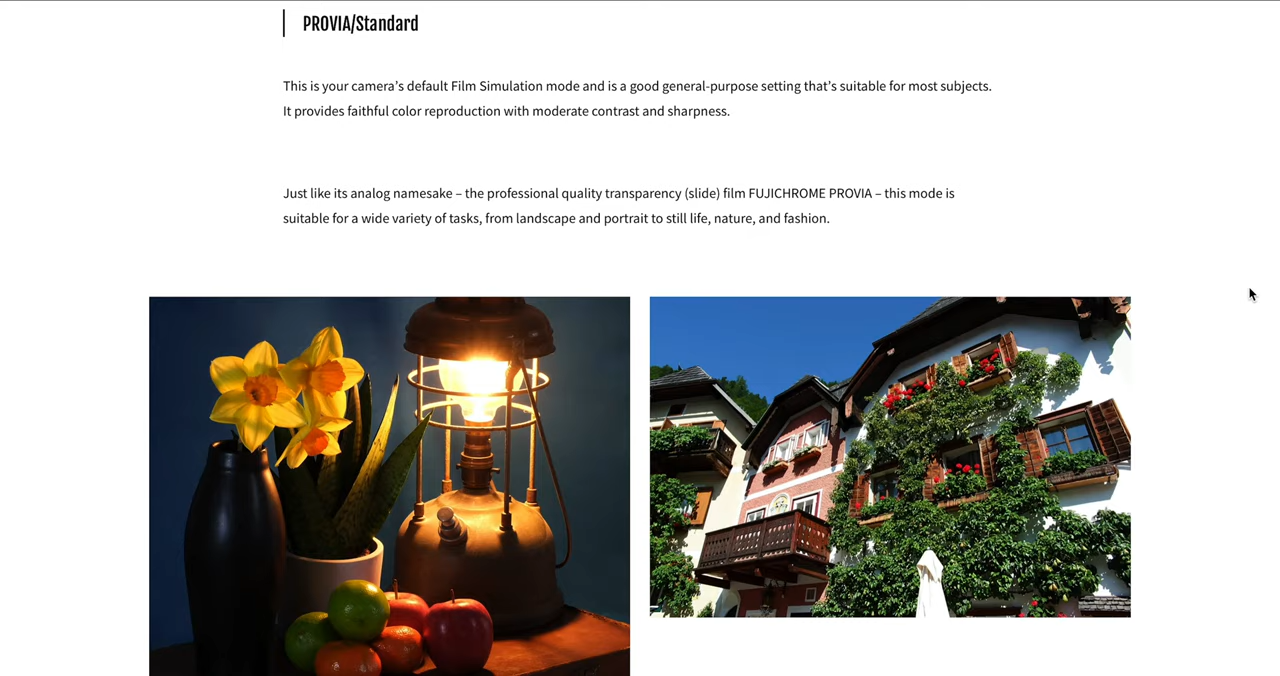 PROVIA/Standard
This is your camera’s default Film Simulation mode and is a good general-purpose setting that’s suitable for most subjects.
It provides faithful color reproduction with moderate contrast and sharpness.
Just like its analog namesake – the professional quality transparency (slide) film FUJICHROME PROVIA – this mode is
suitable for a wide variety of tasks, from landscape and portrait to still life, nature, and fashion.